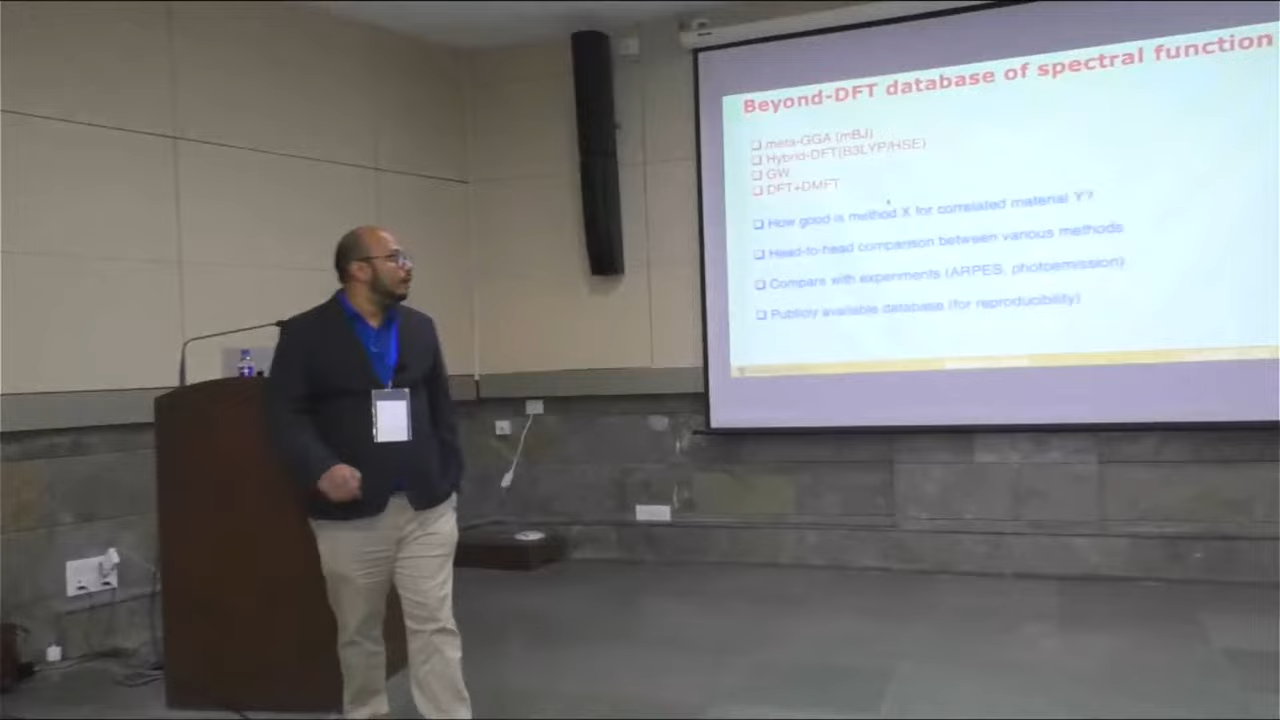 Beyond-DFT database of spectral function
❑ meta-GGA (mBJ)
❑ Hybrid-DFT(B3LYP/HSE)
❑ GW
❑ DFT+DMFT
❑ How good is method X for correlated material Y?
❑ Head-to-head comparison between various methods
❑ Compare with experiments (ARPES, photoemission)
❑ Publicly available database (for reproducibility)